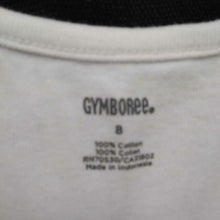 GYMBOREE.
8
100% Cotton
100% Coton
RN70530/CA21802
Made in Indonesia